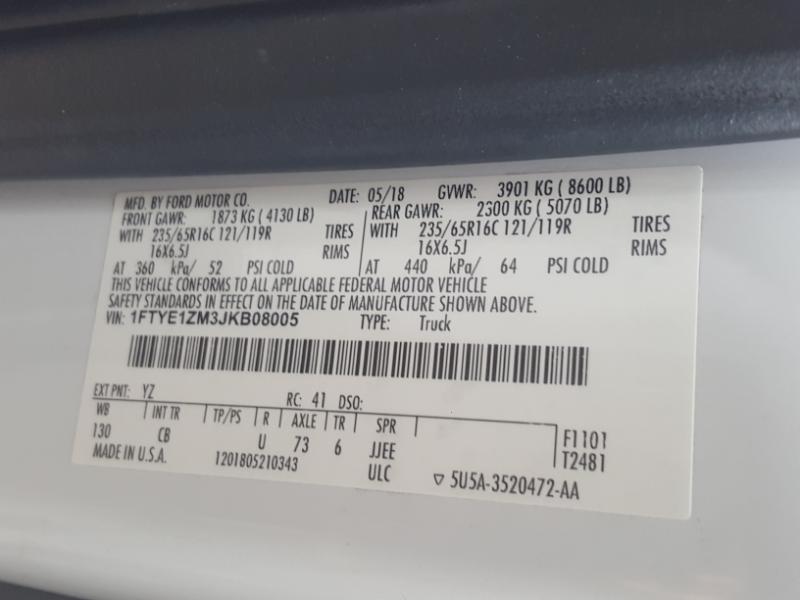 MFD. BY FORD MOTOR CO. DATE: 05/18 GVWR: 3901 KG ( 8600 LB)
FRONT GAWR: 1873 KG ( 4130 LB) REAR GAWR: 2300 KG ( 5070 LB)
WITH 235/65R16C 121/119R TIRES WITH 235/65R16C 121/119R TIRES
16X6.5J RIMS 16X6.5J RIMS
AT 360 kPa/ 52 PSI COLD AT 440 kPa/ 64 PSI COLD
THIS VEHICLE CONFORMS TO ALL APPLICABLE FEDERAL MOTOR VEHICLE
SAFETY STANDARDS IN EFFECT ON THE DATE OF MANUFACTURE SHOWN ABOVE.
VIN: 1FTYE1ZM3JKB08005 TYPE: Truck
EXT PNT: YZ RC: 41 DSO:
WB INT TR TP/PS R AXLE TR SPR
130 CB U 73 6 JJEE F1101
MADE IN U.S.A. 1201805210343 ULC T2481
▽ 5U5A-3520472-AA